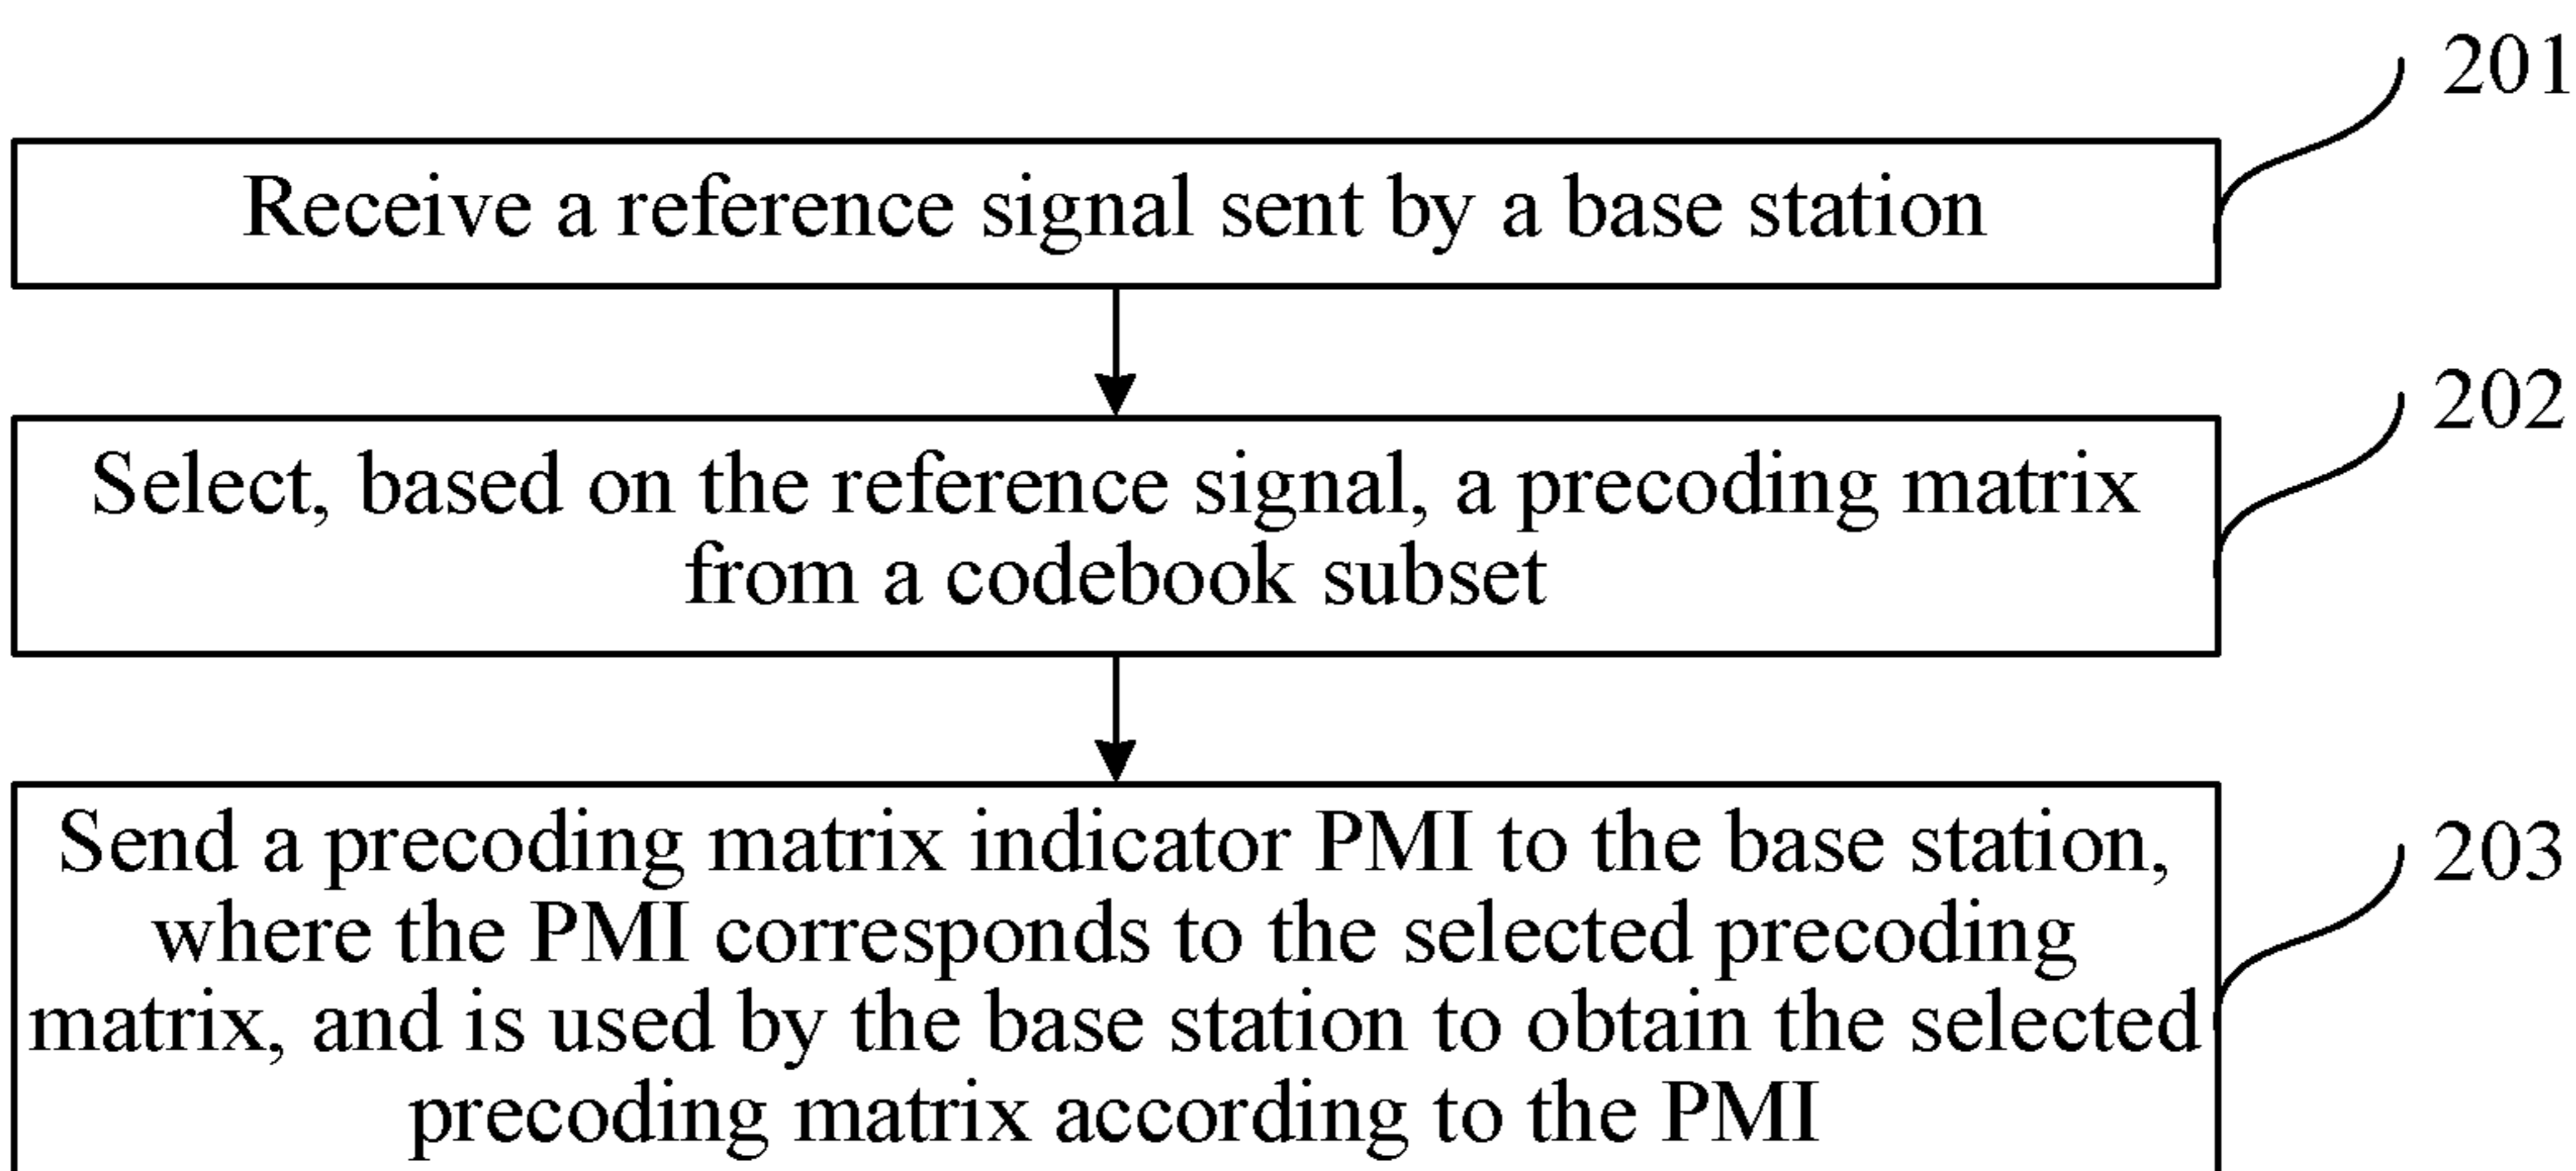 201
Receive a reference signal sent by a base station
202
Select, based on the reference signal, a precoding matrix
from a codebook subset
203
Send a precoding matrix indicator PMI to the base station,
where the PMI corresponds to the selected precoding
matrix, and is used by the base station to obtain the selected
precoding matrix according to the PMI